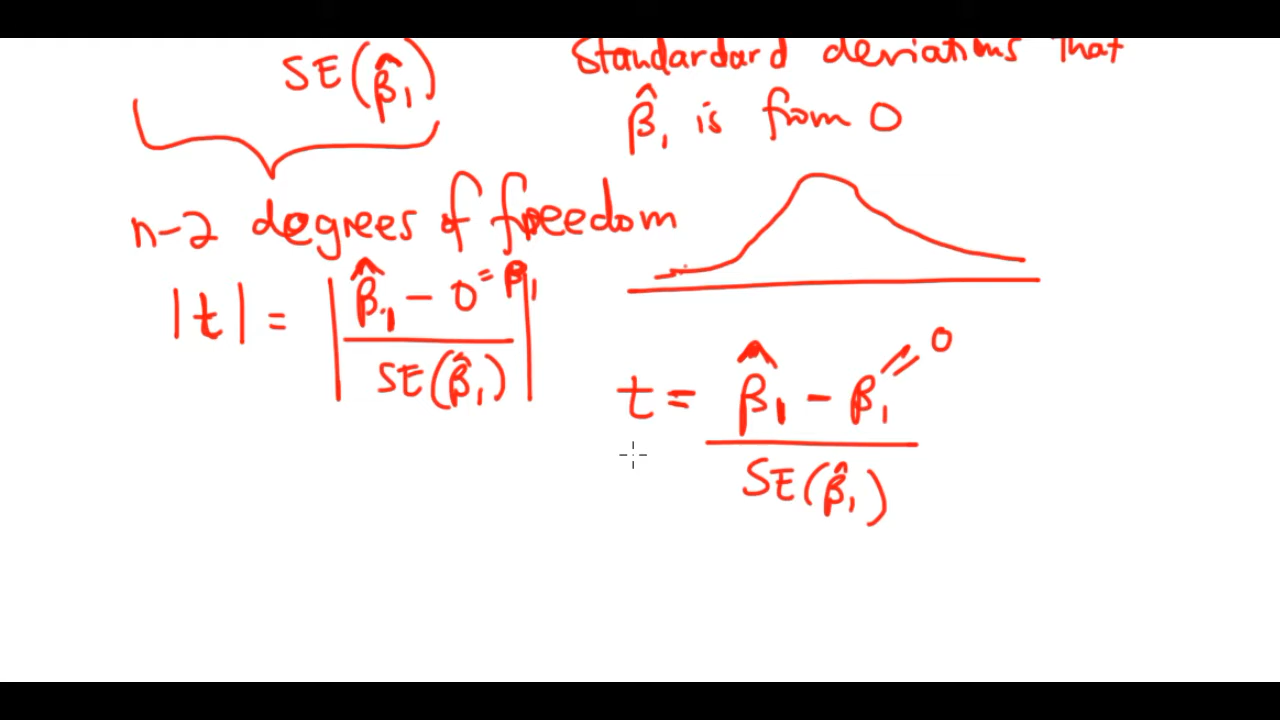 SE(β̂₁)
Standardard deviations that
β̂₁ is from 0
n-2 degrees of freedom
|t| = | β̂₁ - 0 = β₁ / SE(β̂₁) |
t = β̂₁ - β₁ = 0 / SE(β̂₁)